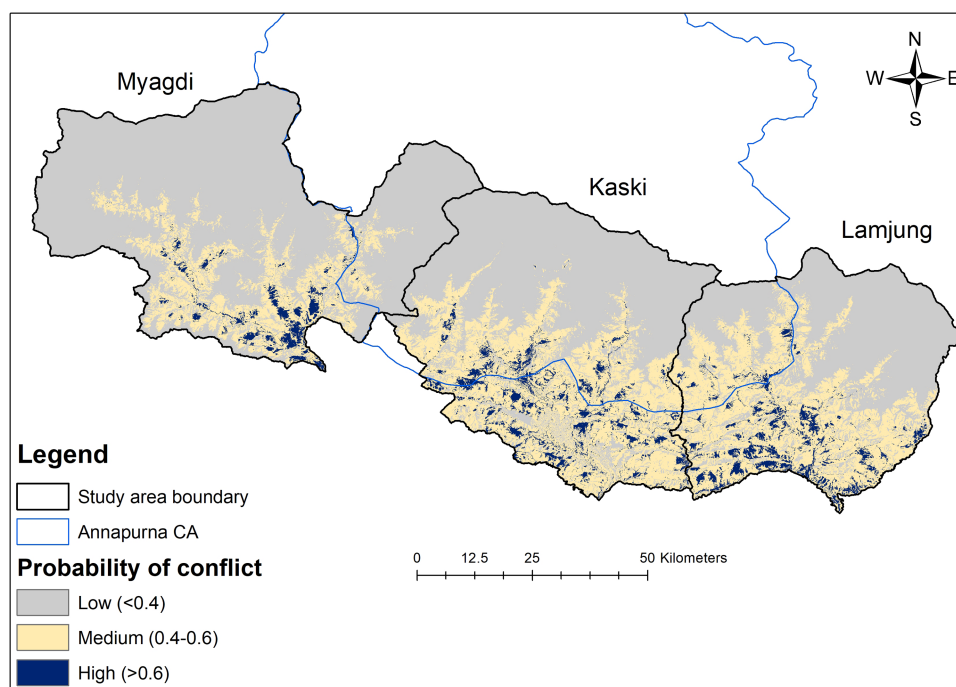 Myagdi
Kaski
Lamjung
N
W E
S
Legend
Study area boundary
Annapurna CA
Probability of conflict
Low (<0.4)
Medium (0.4-0.6)
High (>0.6)
0 12.5 25 50 Kilometers